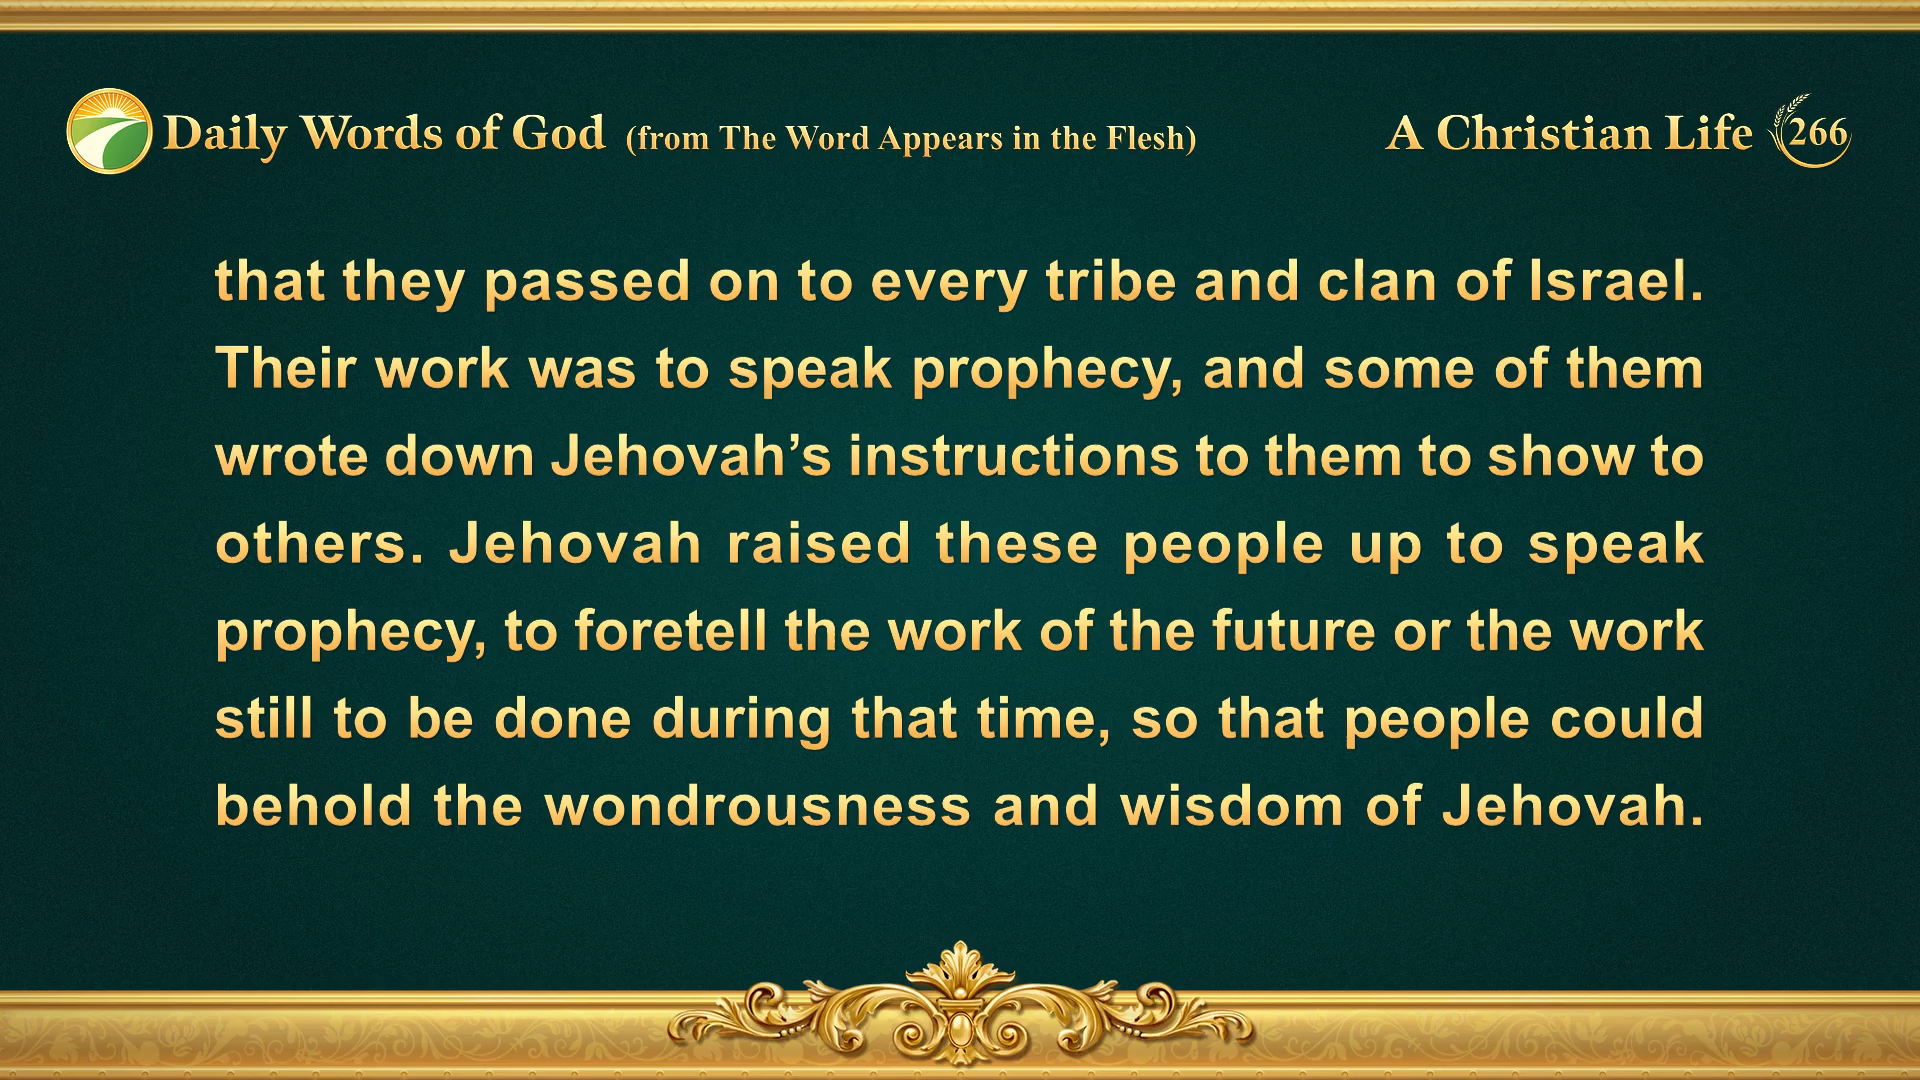 Daily Words of God (from The Word Appears in the Flesh)
A Christian Life 266
that they passed on to every tribe and clan of Israel.
Their work was to speak prophecy, and some of them
wrote down Jehovah’s instructions to them to show to
others. Jehovah raised these people up to speak
prophecy, to foretell the work of the future or the work
still to be done during that time, so that people could
behold the wondrousness and wisdom of Jehovah.